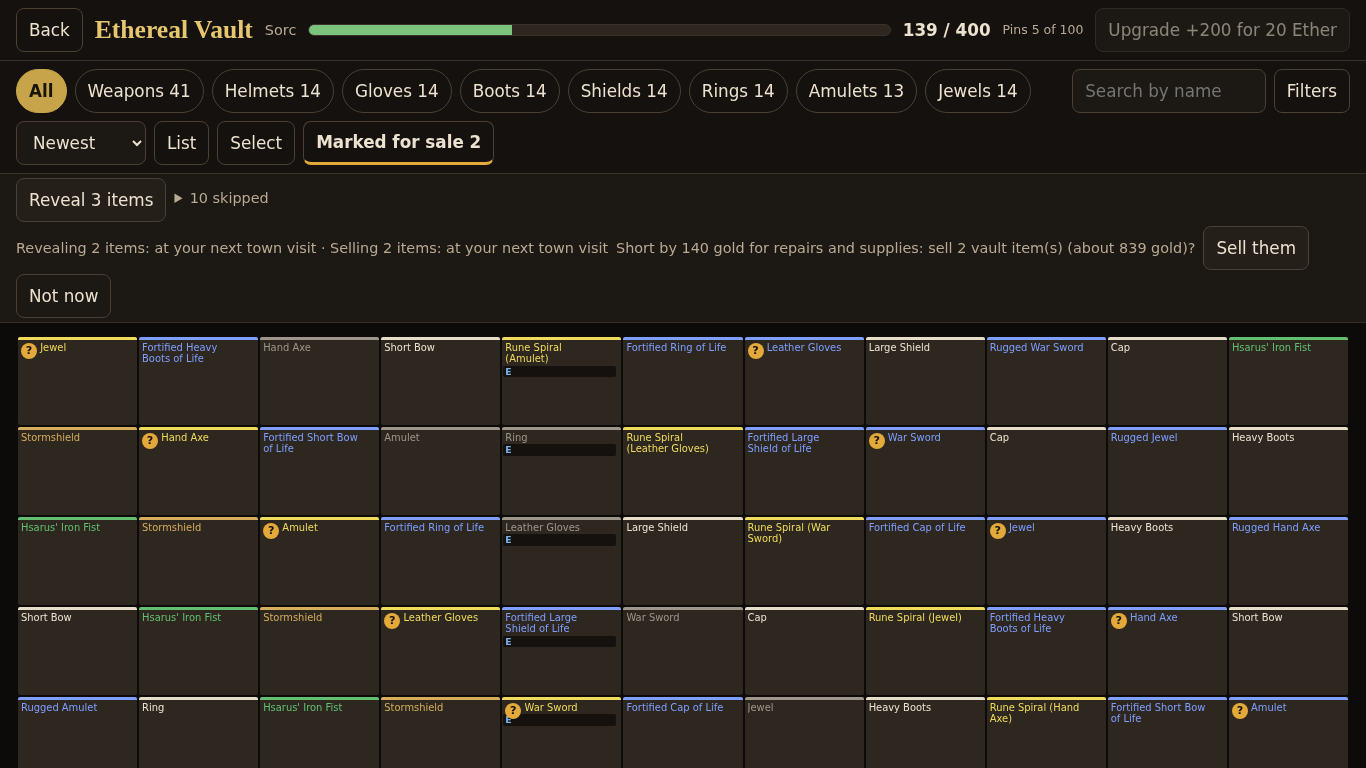 Back Ethereal Vault Sorc 139 / 400 Pins 5 of 100 Upgrade +200 for 20 Ether
All Weapons 41 Helmets 14 Gloves 14 Boots 14 Shields 14 Rings 14 Amulets 13 Jewels 14 Search by name Filters
Newest List Select Marked for sale 2
Reveal 3 items ▶ 10 skipped
Revealing 2 items: at your next town visit · Selling 2 items: at your next town visit Short by 140 gold for repairs and supplies: sell 2 vault item(s) (about 839 gold)? Sell them
Not now
? Jewel
Fortified Heavy
Boots of Life
Hand Axe
Short Bow
Rune Spiral
(Amulet)
E
Fortified Ring of Life
? Leather Gloves
Large Shield
Rugged War Sword
Cap
Hsarus' Iron Fist
Stormshield
? Hand Axe
Fortified Short Bow
of Life
Amulet
Ring
E
Rune Spiral
(Leather Gloves)
Fortified Large
Shield of Life
? War Sword
Cap
Rugged Jewel
Heavy Boots
Hsarus' Iron Fist
Stormshield
? Amulet
Fortified Ring of Life
Leather Gloves
E
Large Shield
Rune Spiral (War
Sword)
Fortified Cap of Life
? Jewel
Heavy Boots
Rugged Hand Axe
Short Bow
Hsarus' Iron Fist
Stormshield
? Leather Gloves
Fortified Large
Shield of Life
E
War Sword
Cap
Rune Spiral (Jewel)
Fortified Heavy
Boots of Life
? Hand Axe
Short Bow
Rugged Amulet
Ring
Hsarus' Iron Fist
Stormshield
? War Sword
E
Fortified Cap of Life
Jewel
Heavy Boots
Rune Spiral (Hand
Axe)
Fortified Short Bow
of Life
? Amulet